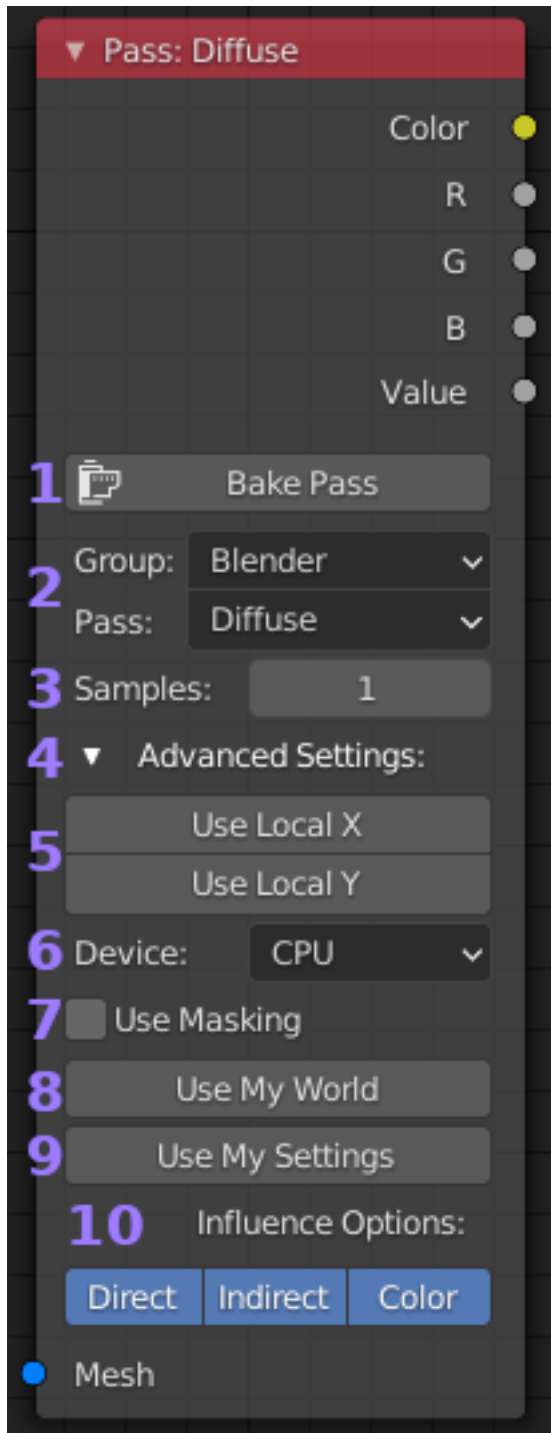 Pass: Diffuse
Color
R
G
B
Value
1 Bake Pass
2 Group: Blender
Pass: Diffuse
3 Samples: 1
4 Advanced Settings:
5 Use Local X
Use Local Y
6 Device: CPU
7 Use Masking
8 Use My World
9 Use My Settings
10 Influence Options:
Direct Indirect Color
Mesh